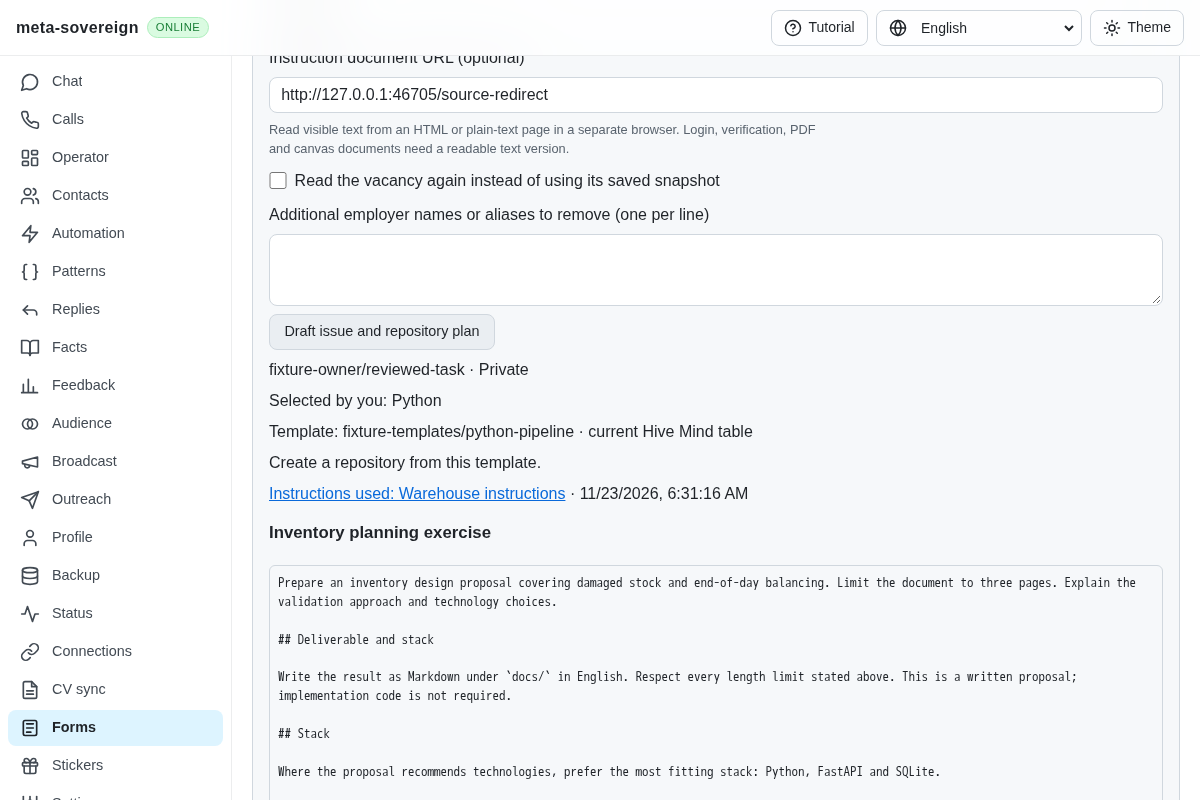 meta-sovereign ONLINE Tutorial English Theme
Chat
Calls
Operator
Contacts
Automation
Patterns
Replies
Facts
Feedback
Audience
Broadcast
Outreach
Profile
Backup
Status
Connections
CV sync
Forms
Stickers
Instruction document URL (optional)
http://127.0.0.1:46705/source-redirect
Read visible text from an HTML or plain-text page in a separate browser. Login, verification, PDF
and canvas documents need a readable text version.
Read the vacancy again instead of using its saved snapshot
Additional employer names or aliases to remove (one per line)
Draft issue and repository plan
fixture-owner/reviewed-task · Private
Selected by you: Python
Template: fixture-templates/python-pipeline · current Hive Mind table
Create a repository from this template.
Instructions used: Warehouse instructions · 11/23/2026, 6:31:16 AM
Inventory planning exercise
Prepare an inventory design proposal covering damaged stock and end-of-day balancing. Limit the document to three pages. Explain the
validation approach and technology choices.
## Deliverable and stack
Write the result as Markdown under `docs/` in English. Respect every length limit stated above. This is a written proposal;
implementation code is not required.
## Stack
Where the proposal recommends technologies, prefer the most fitting stack: Python, FastAPI and SQLite.